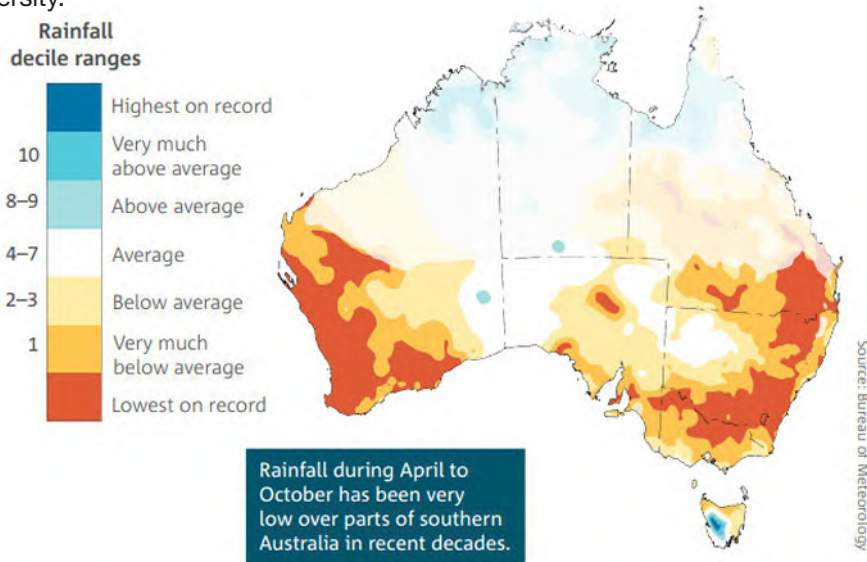 ersity.
Rainfall
decile ranges
Highest on record
10
Very much
above average
8–9
Above average
4–7
Average
2–3
Below average
1
Very much
below average
Lowest on record
Rainfall during April to
October has been very
low over parts of southern
Australia in recent decades.
Source: Bureau of Meteorology.